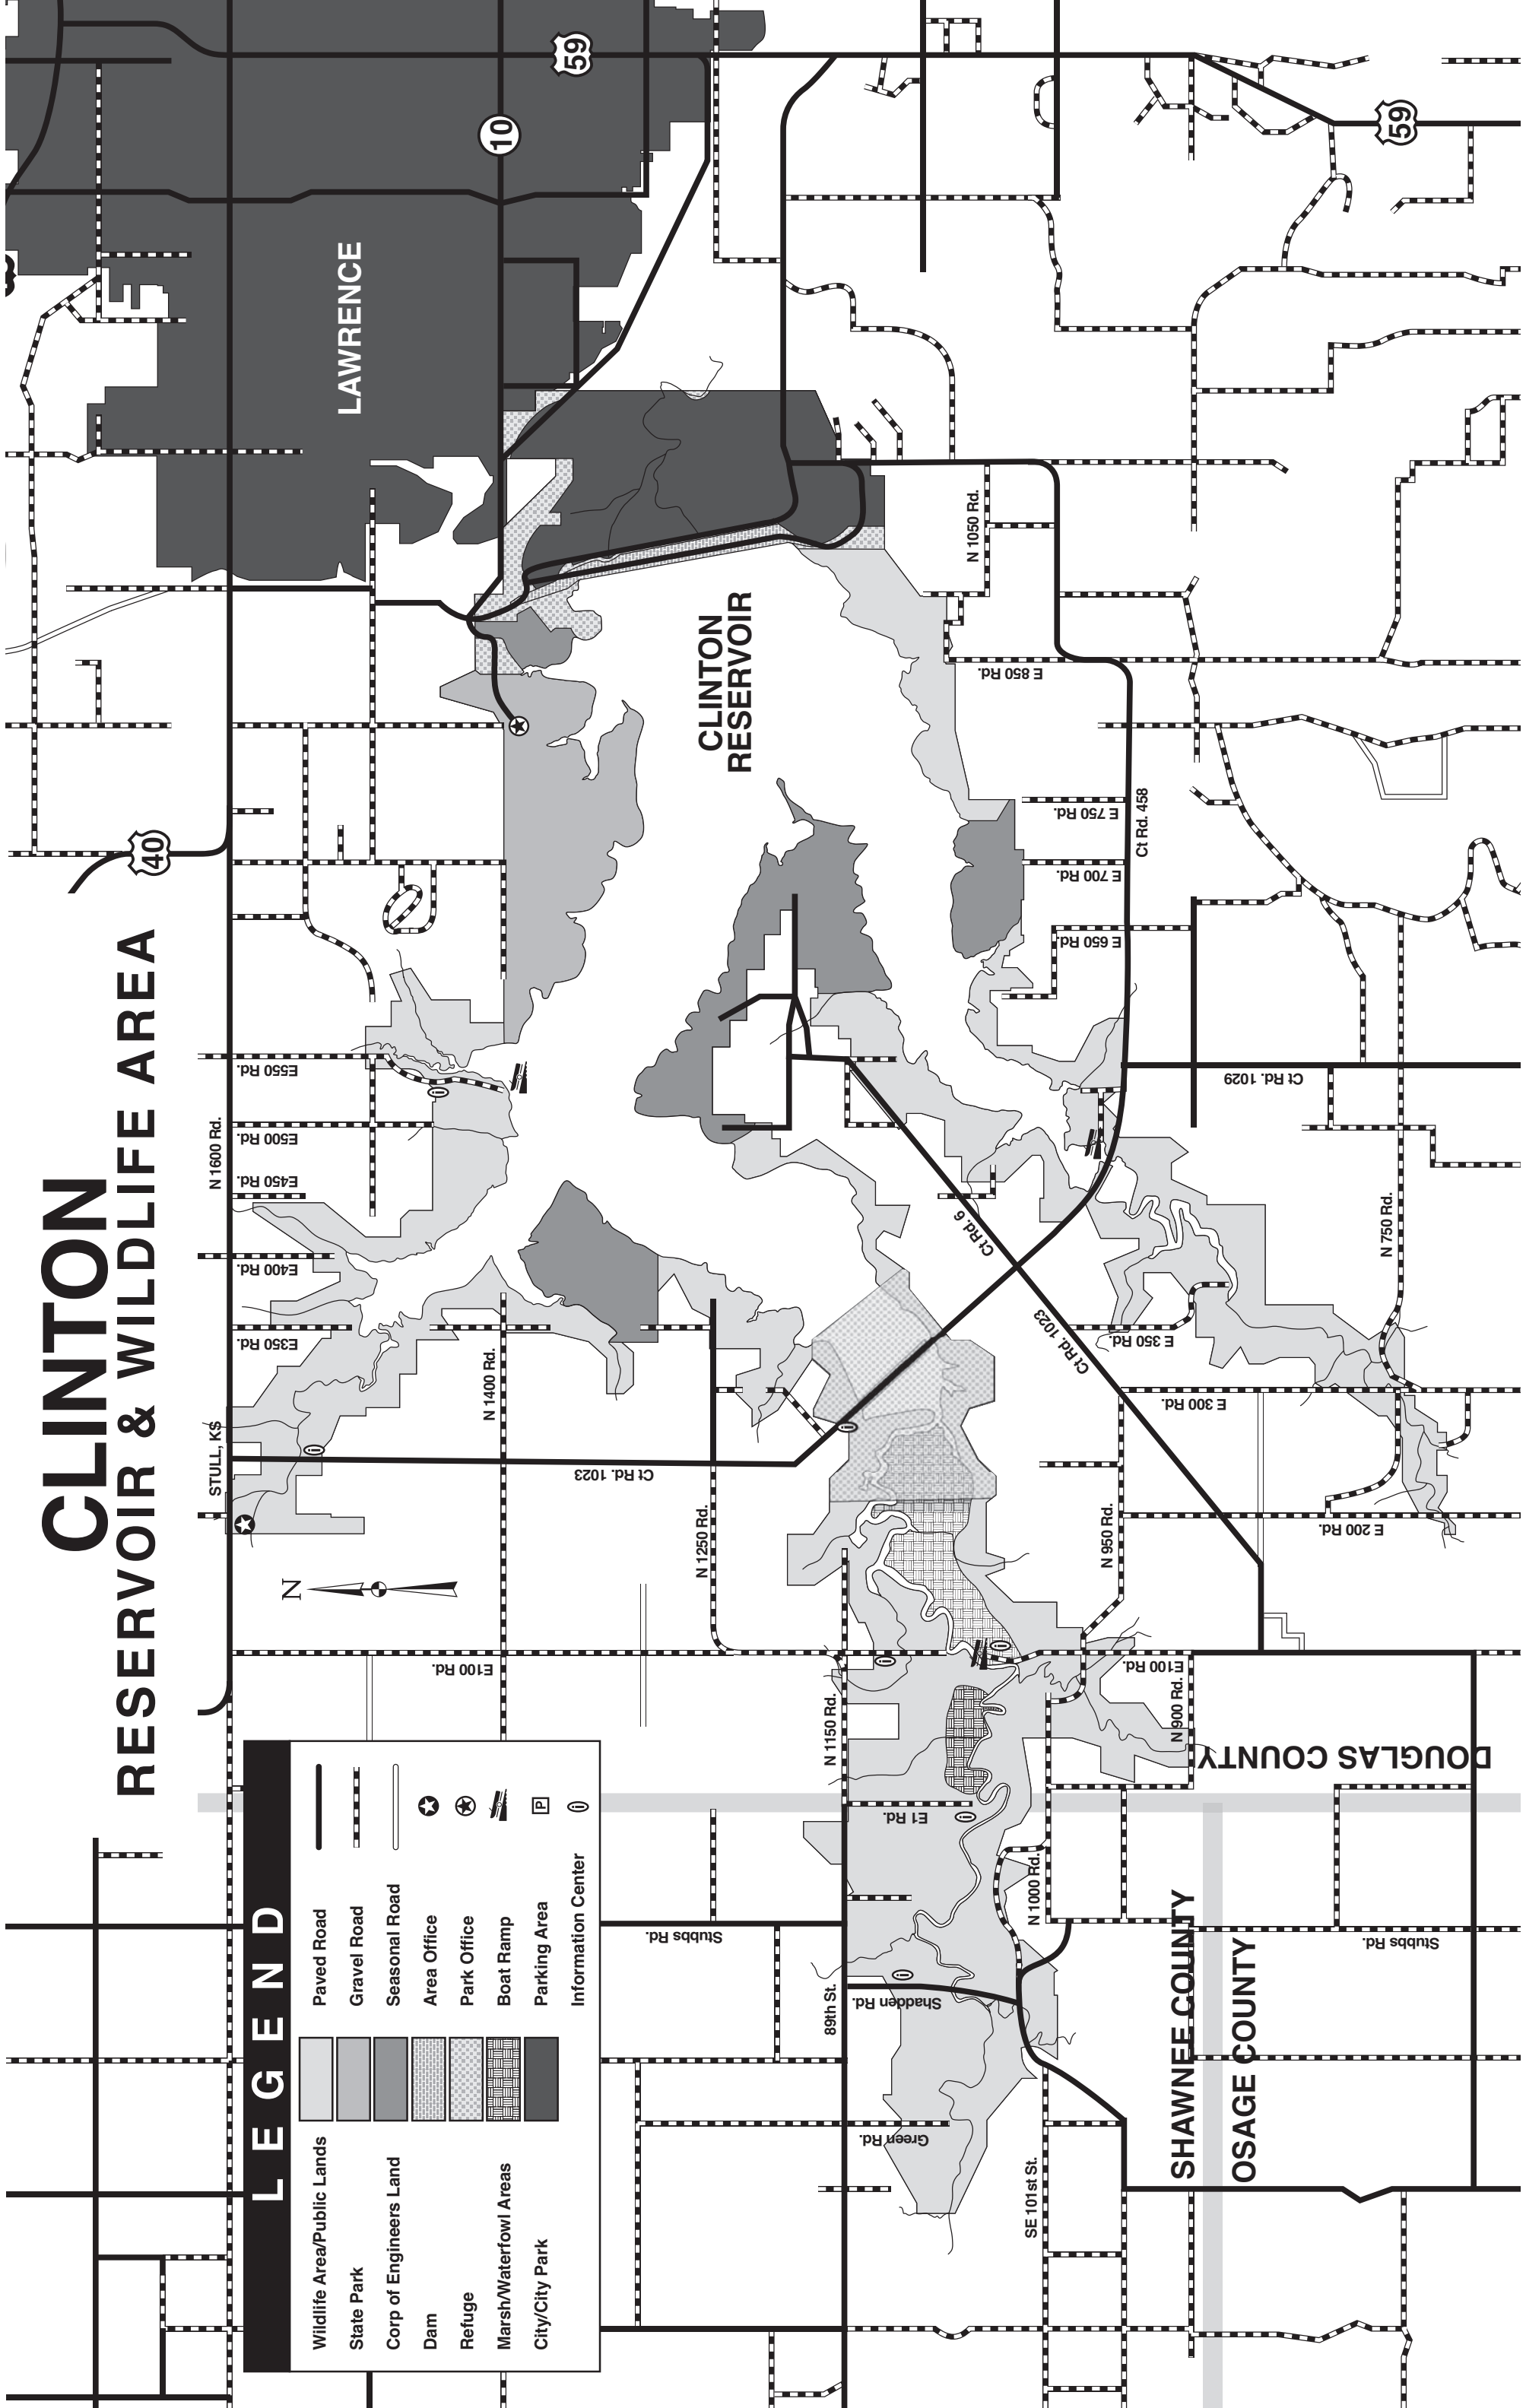 CLINTON
RESERVOIR & WILDLIFE AREA
LEGEND
Wildlife Area/Public Lands
State Park
Corp of Engineers Land
Dam
Refuge
Marsh/Waterfowl Areas
City/City Park
Paved Road
Gravel Road
Seasonal Road
Area Office
Park Office
Boat Ramp
P
Parking Area
i
Information Center
N
STULL, KS
N 1600 Rd.
40
LAWRENCE
10
59
59
CLINTON
RESERVOIR
E350 Rd.
E400 Rd.
E450 Rd.
E500 Rd.
E550 Rd.
i
i
N 1400 Rd.
Ct Rd. 1023
E100 Rd.
N 1250 Rd.
Stubbs Rd.
89th St.
N 1150 Rd.
i
i
Shadden Rd.
i
E1 Rd.
i
i
Green Rd.
SE 101st St.
N 1000 Rd.
E100 Rd.
N 900 Rd.
N 950 Rd.
Ct Rd. 6
Ct Rd. 1023
E 350 Rd.
E 300 Rd.
E 200 Rd.
N 750 Rd.
Ct Rd. 1029
E 650 Rd.
E 700 Rd.
E 750 Rd.
Ct Rd. 458
E 850 Rd.
N 1050 Rd.
SHAWNEE COUNTY
OSAGE COUNTY
DOUGLAS COUNTY
Stubbs Rd.